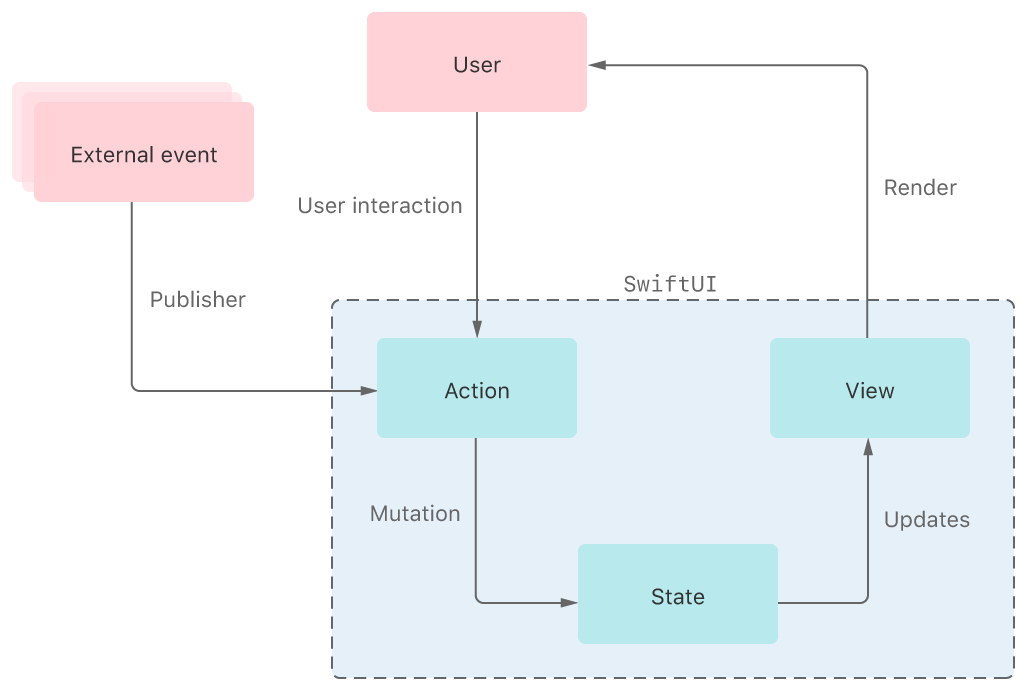 User
External event
User interaction
Render
Publisher
SwiftUI
Action
View
Mutation
Updates
State